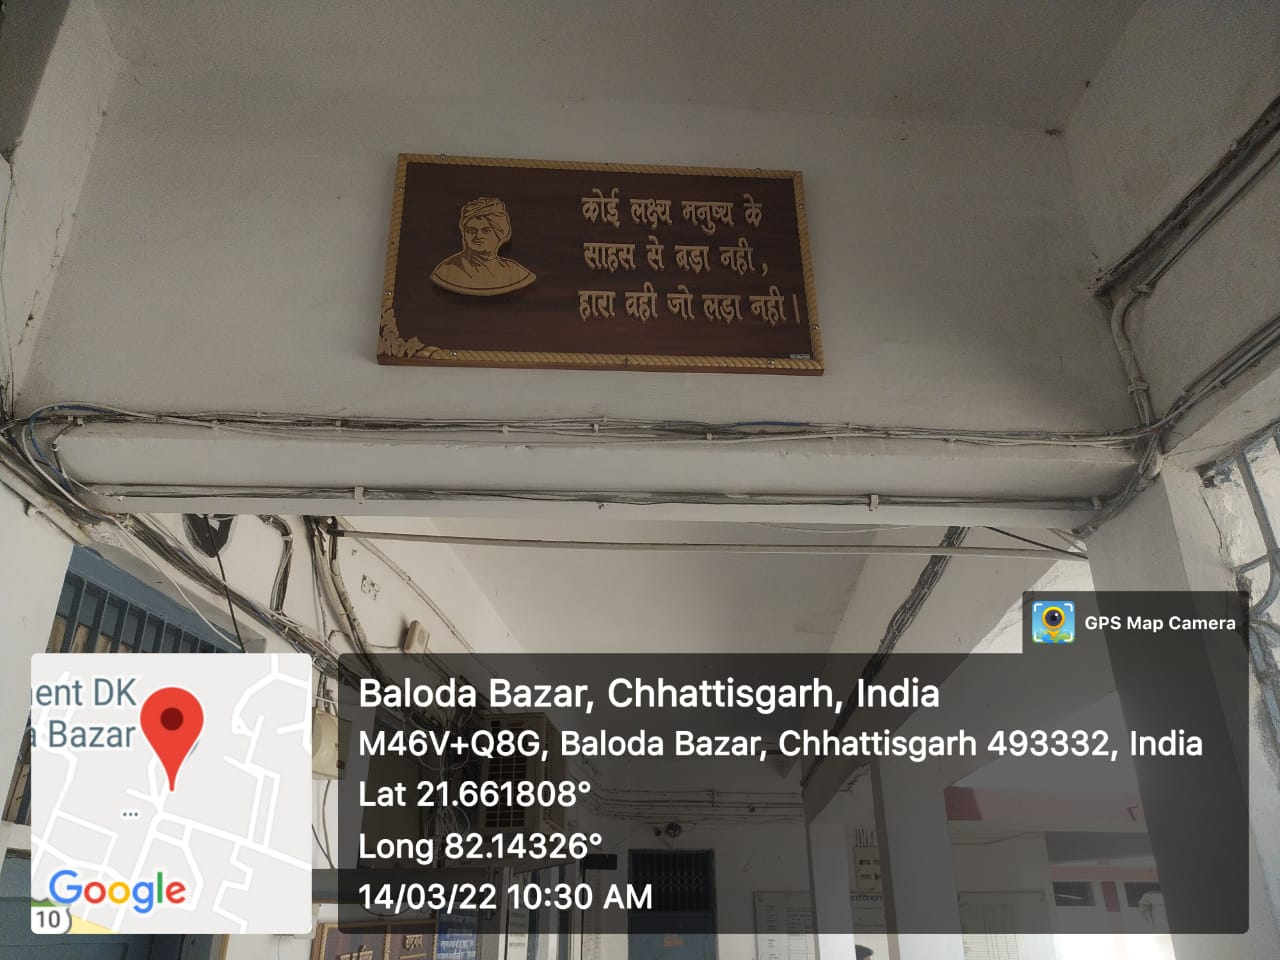 कोई लक्ष्य मनुष्य के
साहस से बड़ा नही,
हारा वही जो लड़ा नही।
GPS Map Camera
ent DK
Bazar
Google
10
Baloda Bazar, Chhattisgarh, India
M46V+Q8G, Baloda Bazar, Chhattisgarh 493332, India
Lat 21.661808°
Long 82.14326°
14/03/22 10:30 AM